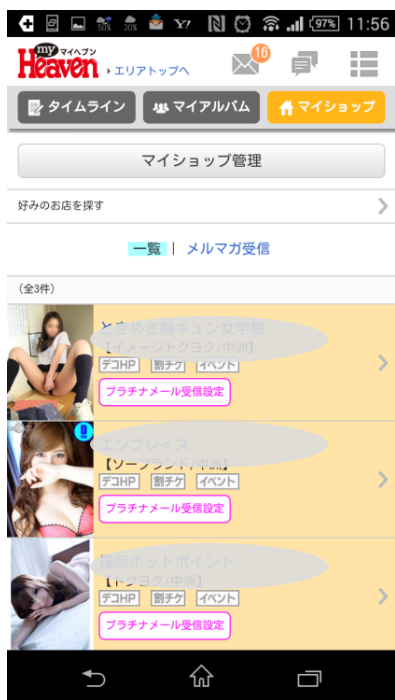 97% 11:56
my マイヘブン
Heaven エリアトップへ 16
タイムライン マイアルバム マイショップ
マイショップ管理
好みのお店を探す
一覧 | メルマガ受信
(全3件)
ときめき胸キュン女学院
【イメージトクヨク/中洲】
デコHP 割チケ イベント
プラチナメール受信設定
エンブレイス
【ソープランド/中洲】
デコHP 割チケ イベント
プラチナメール受信設定
福岡ホットポイント
【トクヨク/中洲】
デコHP 割チケ イベント
プラチナメール受信設定